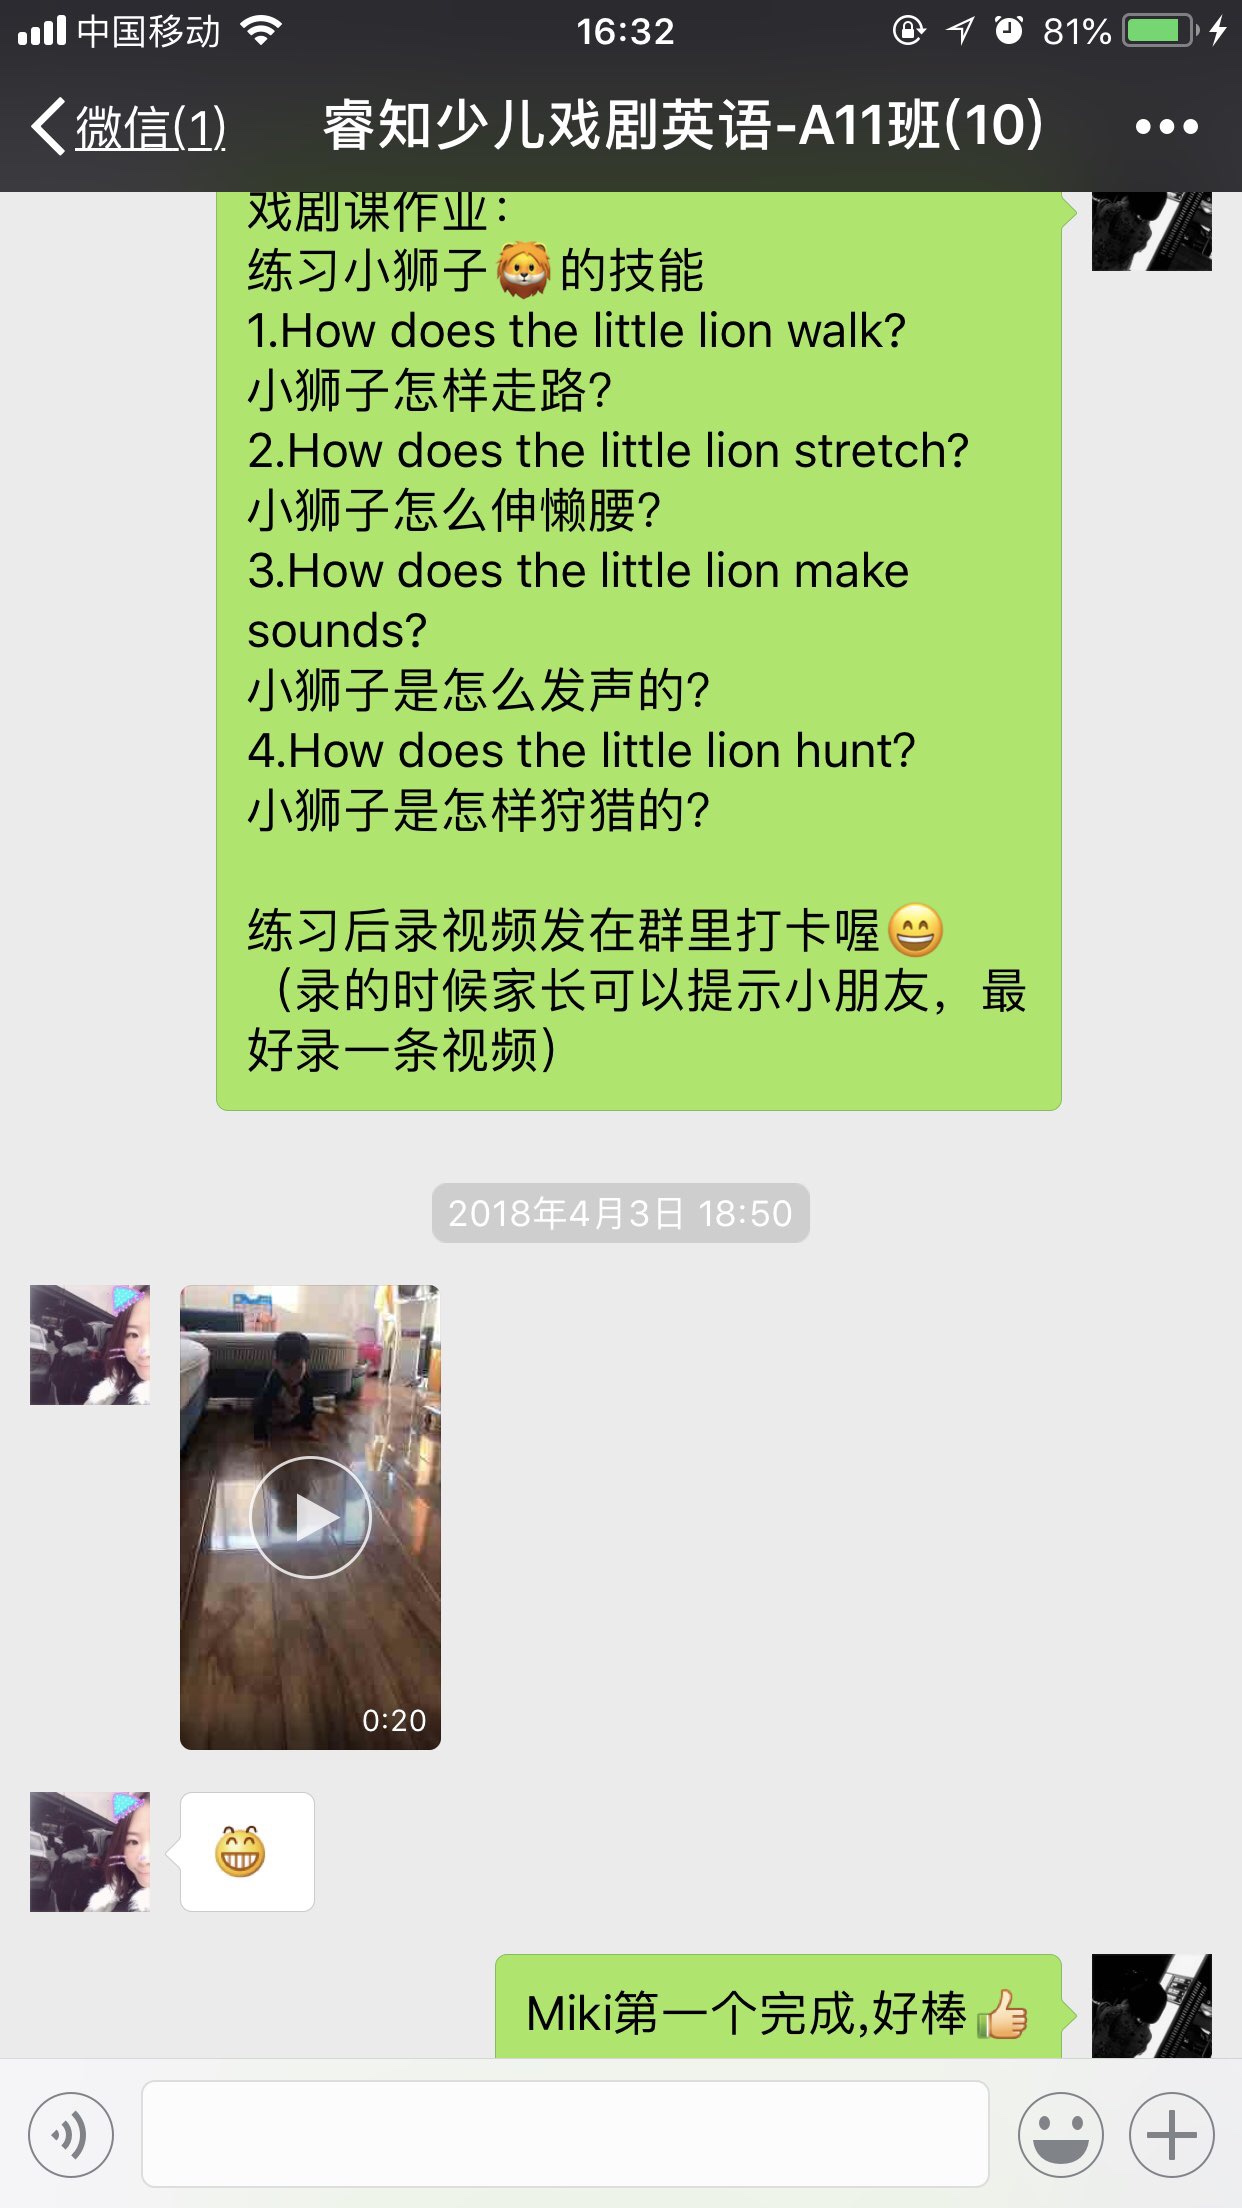 中国移动 16:32 81%
微信(1) 睿知少儿戏剧英语-A11班(10)
戏剧课作业：
练习小狮子🦁的技能
1.How does the little lion walk?
小狮子怎样走路?
2.How does the little lion stretch?
小狮子怎么伸懒腰?
3.How does the little lion make
sounds?
小狮子是怎么发声的?
4.How does the little lion hunt?
小狮子是怎样狩猎的?
练习后录视频发在群里打卡喔😄
（录的时候家长可以提示小朋友，最
好录一条视频）
2018年4月3日 18:50
0:20
Miki第一个完成,好棒👍